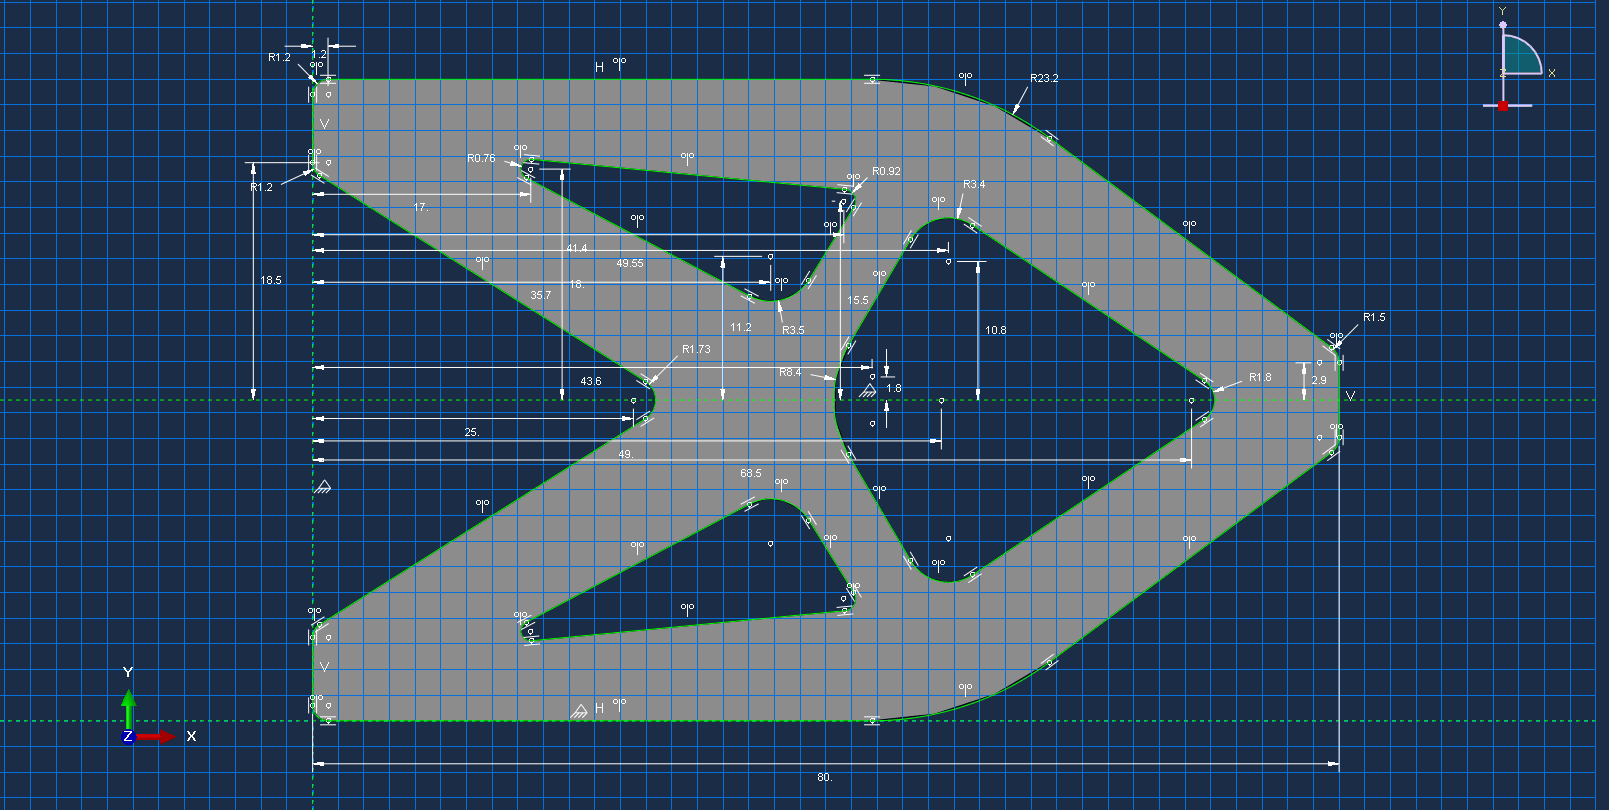 Y
Z X
R1.2
1.2
H
R23.2
V
R0.76
R1.2
R0.92
R3.4
17.
41.4
49.55
18.
18.5
35.7
15.5
11.2
R3.5
10.8
R1.5
R1.73
R8.4
43.6
1.8
R1.8
2.9
V
25.
49.
68.5
V
H
Y
Z X
80.